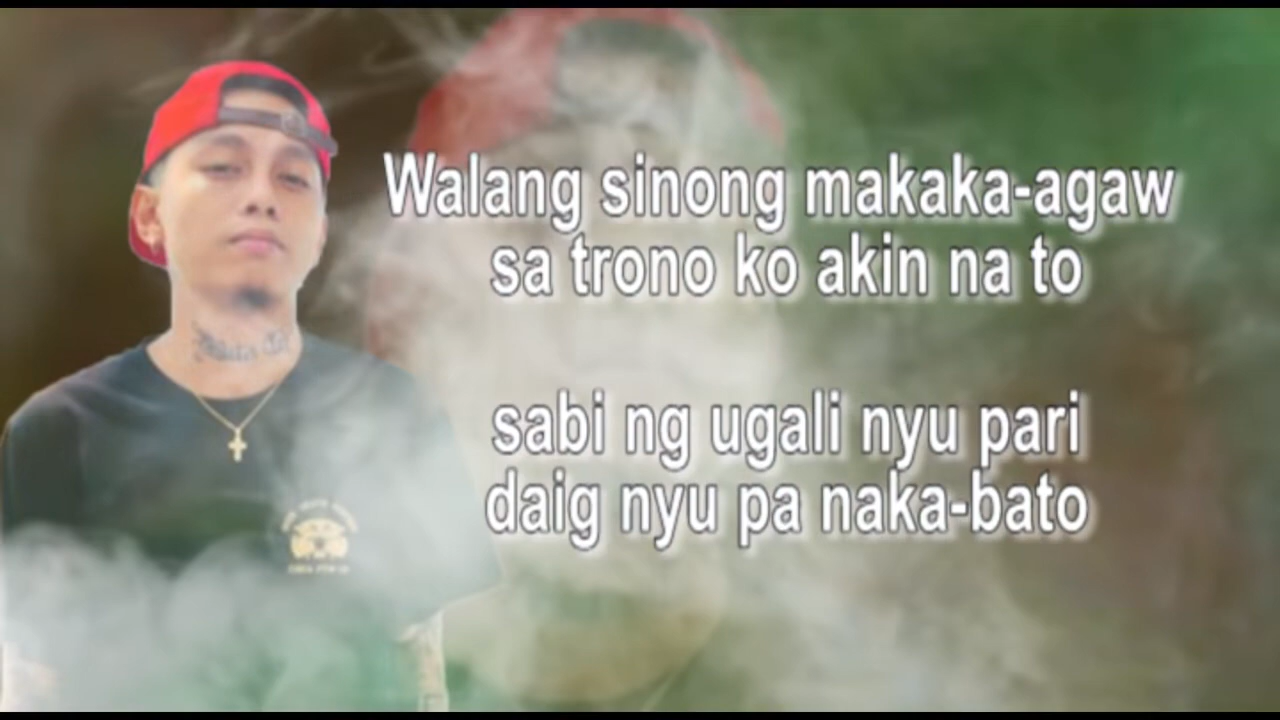 Walang sinong makaka-agaw
sa trono ko akin na to
sabi ng ugali nyu pari
daig nyu pa naka-bato